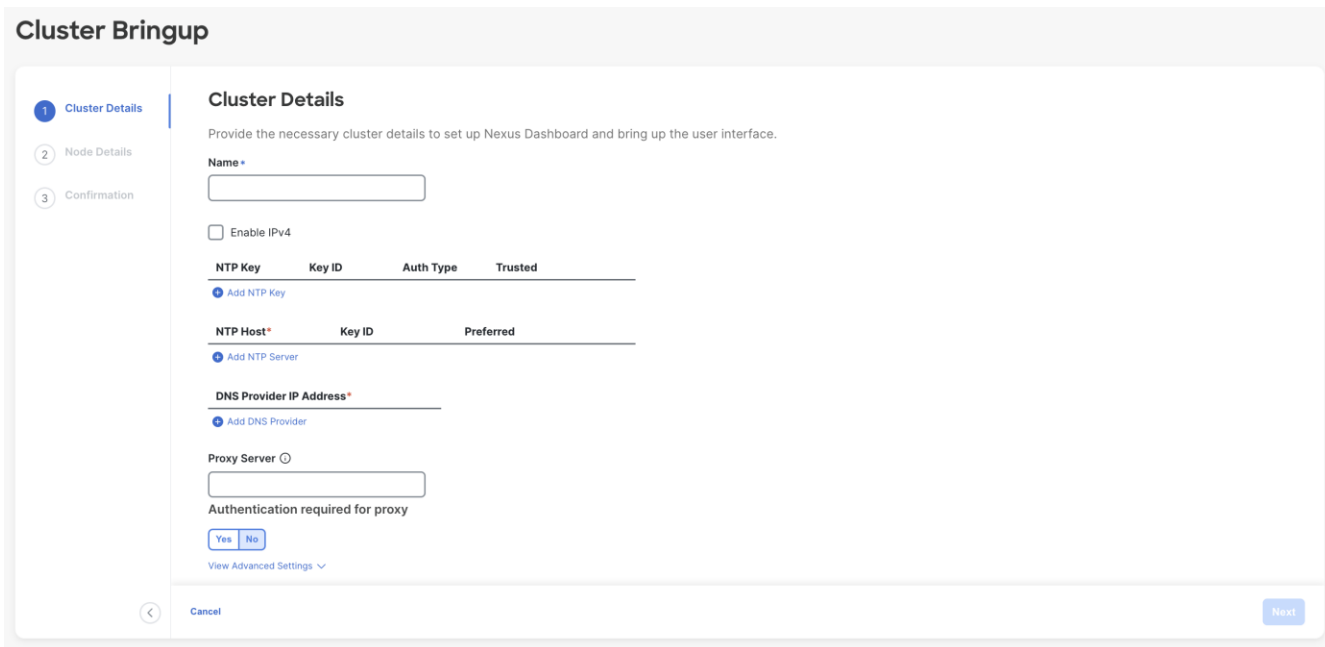 Cluster Bringup
1
Cluster Details
2
Node Details
3
Confirmation
Cluster Details
Provide the necessary cluster details to set up Nexus Dashboard and bring up the user interface.
Name*
Enable IPv4
NTP Key Key ID Auth Type Trusted
Add NTP Key
NTP Host* Key ID Preferred
Add NTP Server
DNS Provider IP Address*
Add DNS Provider
Proxy Server
Authentication required for proxy
Yes No
View Advanced Settings
Cancel
Next